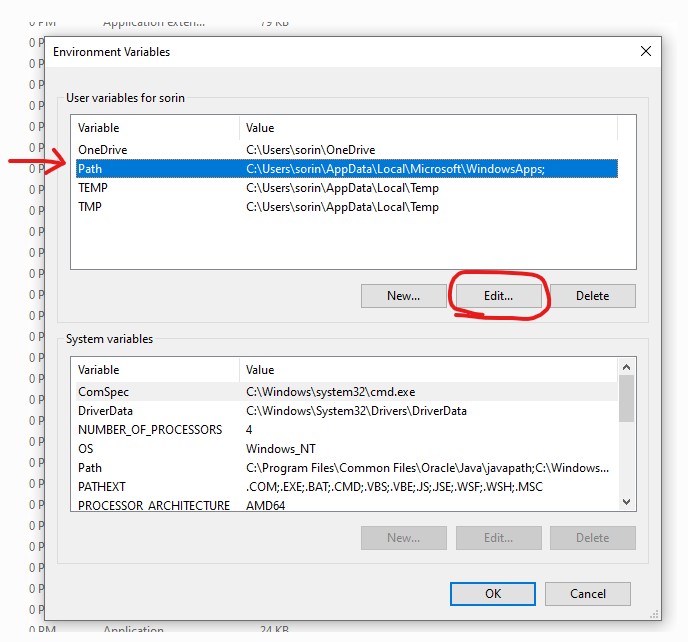 0 PM Application exten... 79 KB
Environment Variables
User variables for sorin
Variable Value
OneDrive C:\Users\sorin\OneDrive
Path C:\Users\sorin\AppData\Local\Microsoft\WindowsApps;
TEMP C:\Users\sorin\AppData\Local\Temp
TMP C:\Users\sorin\AppData\Local\Temp
New... Edit... Delete
System variables
Variable Value
ComSpec C:\Windows\system32\cmd.exe
DriverData C:\Windows\System32\Drivers\DriverData
NUMBER_OF_PROCESSORS 4
OS Windows_NT
Path C:\Program Files\Common Files\Oracle\Java\javapath;C:\Windows...
PATHEXT .COM;.EXE;.BAT;.CMD;.VBS;.VBE;.JS;.JSE;.WSF;.WSH;.MSC
PROCESSOR_ARCHITECTURE AMD64
New... Edit... Delete
OK Cancel
0 PM Application 24 KB